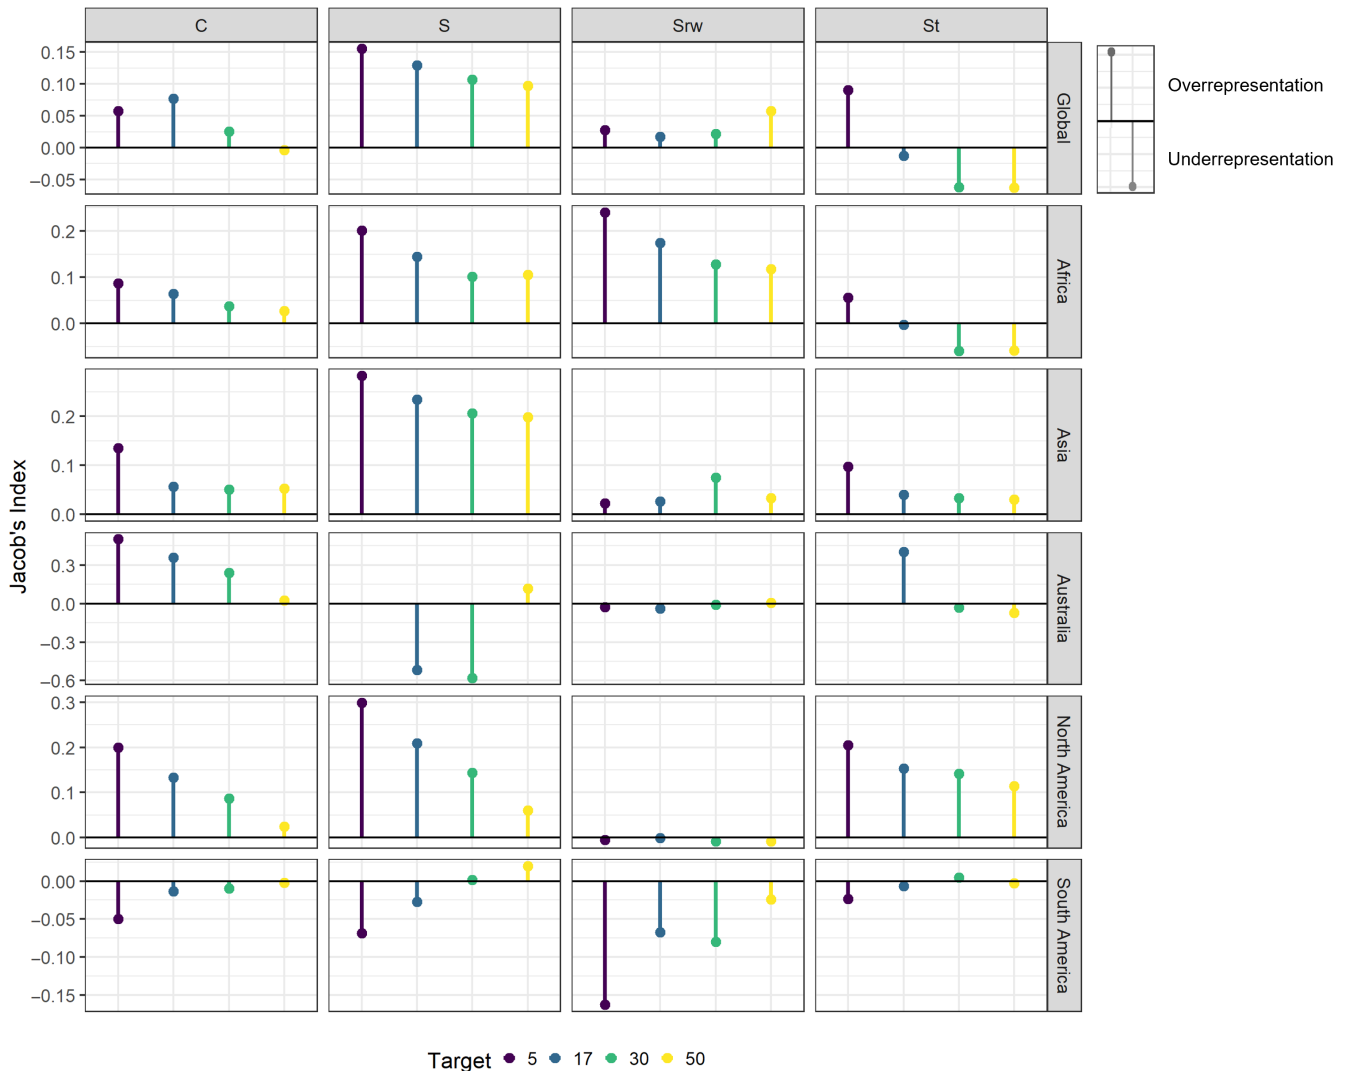 C S Srw St
0.15
0.10
0.05
0.00
−0.05
Global
Overrepresentation
Underrepresentation
0.2
0.1
0.0
Africa
0.2
0.1
0.0
Asia
Jacob's Index
0.3
0.0
−0.3
−0.6
Australia
0.3
0.2
0.1
0.0
North America
0.00
−0.05
−0.10
−0.15
South America
Target 5 17 30 50